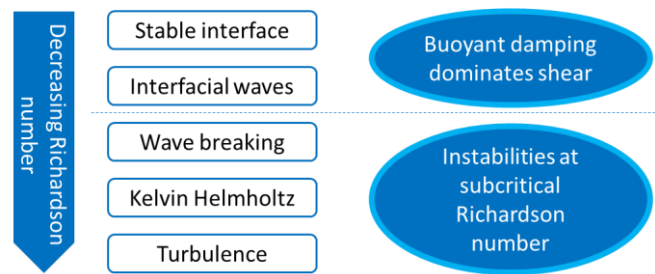 Decreasing Richardson
number
Stable interface
Interfacial waves
Wave breaking
Kelvin Helmholtz
Turbulence
Buoyant damping
dominates shear
Instabilities at
subcritical
Richardson
number